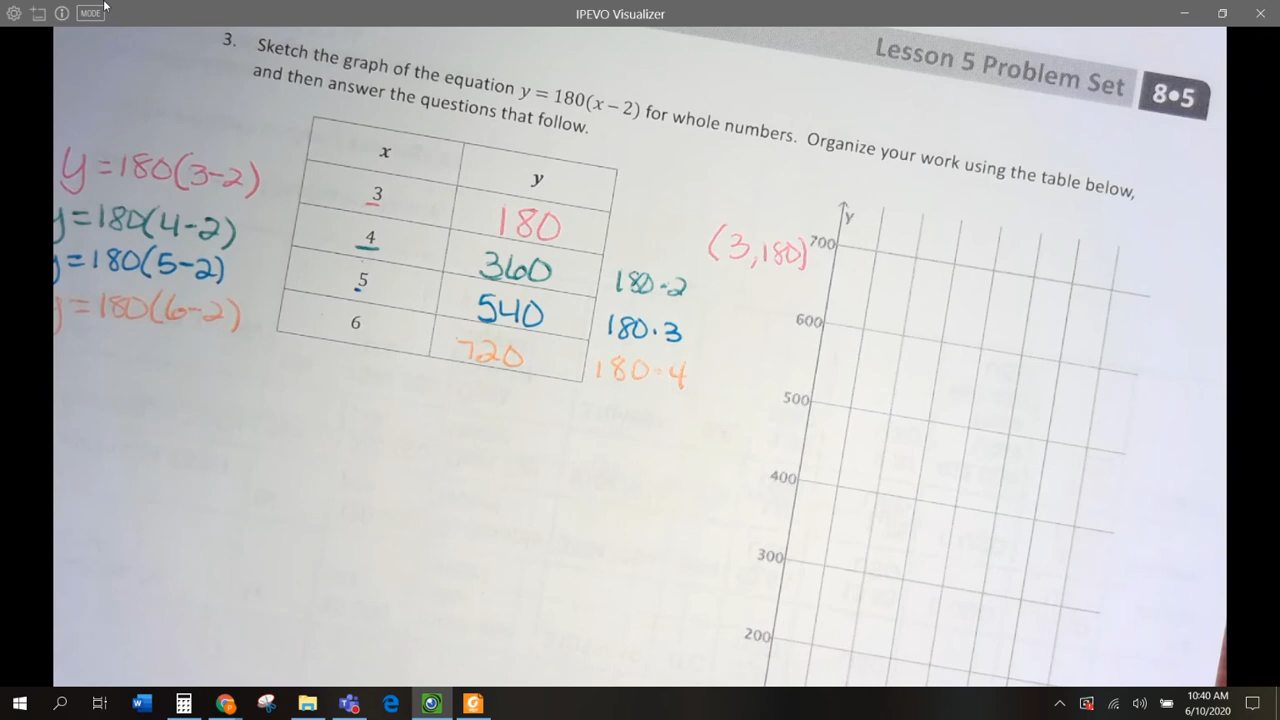 MODE
IPEVO Visualizer
Lesson 5 Problem Set 8•5
3. Sketch the graph of the equation y = 180(x − 2) for whole numbers. Organize your work using the table below,
and then answer the questions that follow.
x y
3 180
4 360
5 540
6 720
y = 180(3-2)
y = 180(4-2)
y = 180(5-2)
y = 180(6-2)
180·2
180·3
180·4
(3,180)
y
700
600
500
400
300
200
10:40 AM
6/10/2020